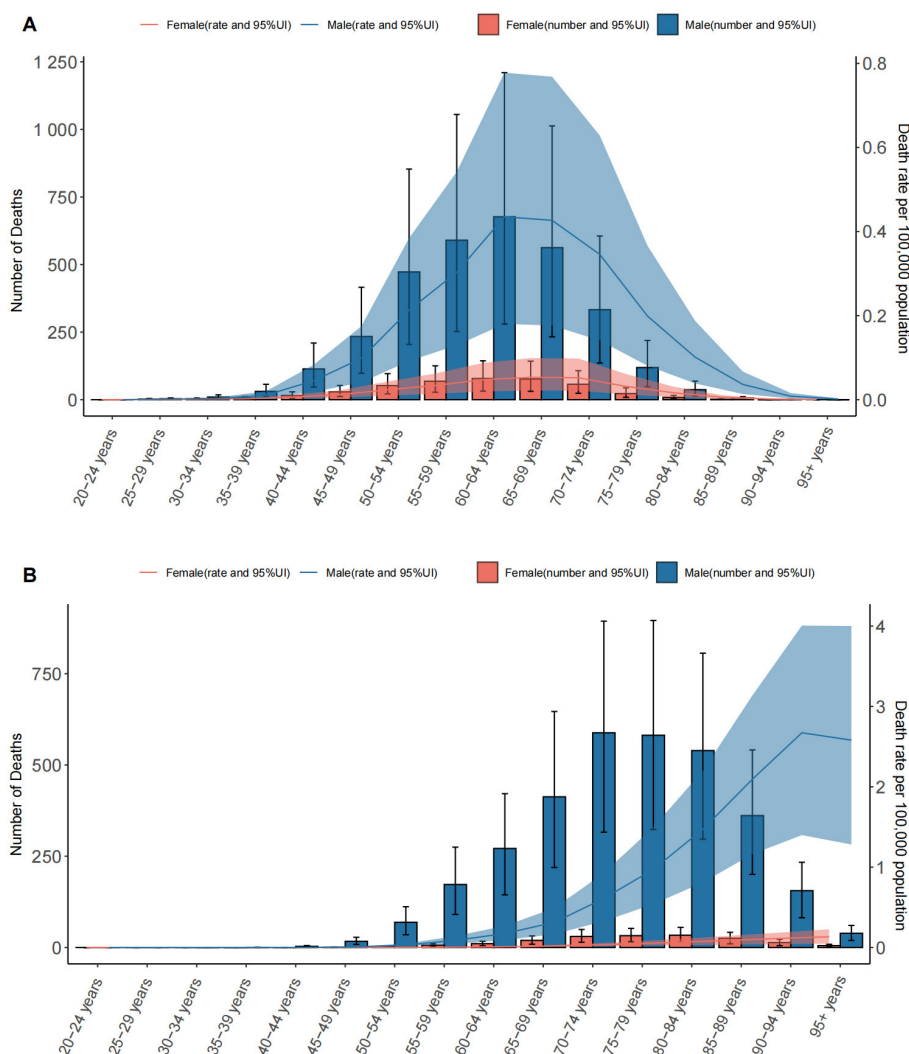 A
Female(rate and 95%UI) Male(rate and 95%UI) Female(number and 95%UI) Male(number and 95%UI)
1 250
1 000
750
500
250
0
Number of Deaths
0.8
0.6
0.4
0.2
0.0
Death rate per 100,000 population
20−24 years
25−29 years
30−34 years
35−39 years
40−44 years
45−49 years
50−54 years
55−59 years
60−64 years
65−69 years
70−74 years
75−79 years
80−84 years
85−89 years
90−94 years
95+ years
B
Female(rate and 95%UI) Male(rate and 95%UI) Female(number and 95%UI) Male(number and 95%UI)
750
500
250
0
Number of Deaths
4
3
2
1
0
Death rate per 100,000 population
20−24 years
25−29 years
30−34 years
35−39 years
40−44 years
45−49 years
50−54 years
55−59 years
60−64 years
65−69 years
70−74 years
75−79 years
80−84 years
85−89 years
90−94 years
95+ years